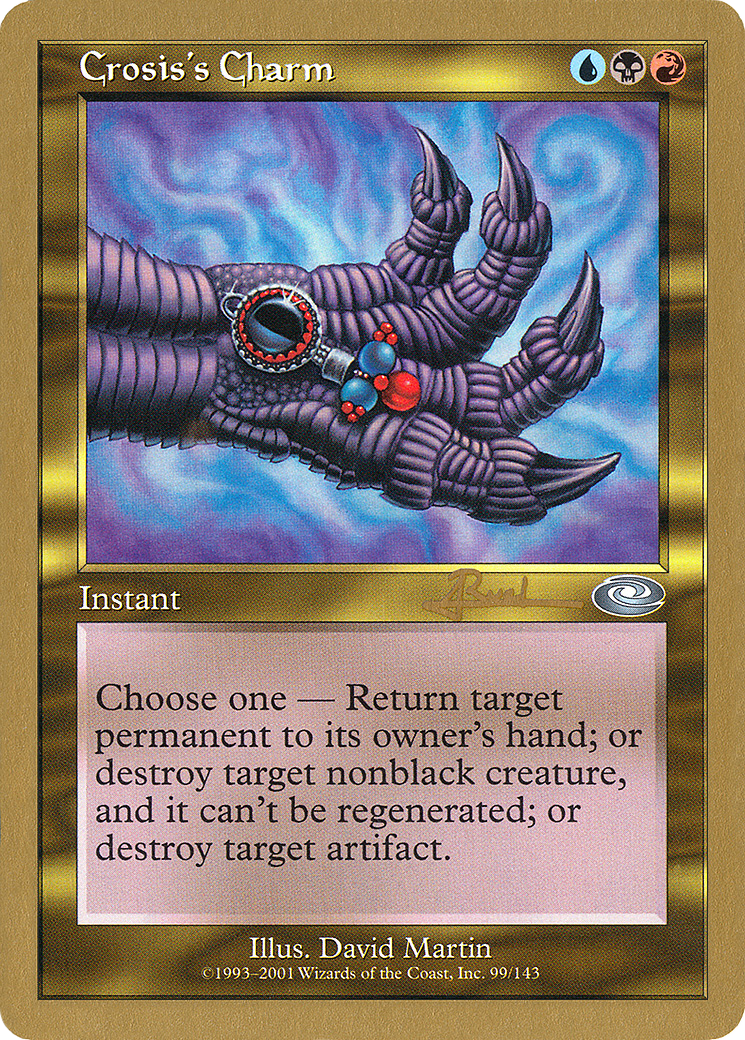 Crosis's Charm
Instant
Choose one — Return target
permanent to its owner's hand; or
destroy target nonblack creature,
and it can't be regenerated; or
destroy target artifact.
Illus. David Martin
©1993–2001 Wizards of the Coast, Inc. 99/143